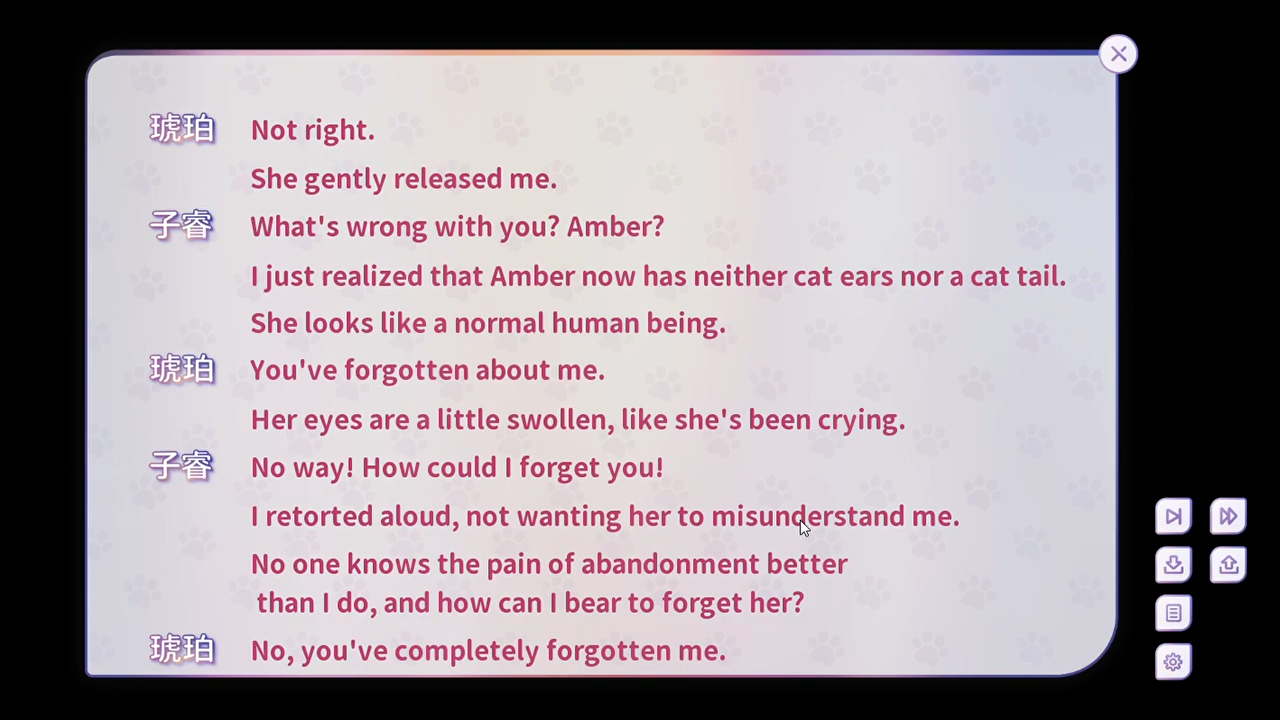 琥珀 Not right.
She gently released me.
子睿 What's wrong with you? Amber?
I just realized that Amber now has neither cat ears nor a cat tail.
She looks like a normal human being.
琥珀 You've forgotten about me.
Her eyes are a little swollen, like she's been crying.
子睿 No way! How could I forget you!
I retorted aloud, not wanting her to misunderstand me.
No one knows the pain of abandonment better
than I do, and how can I bear to forget her?
琥珀 No, you've completely forgotten me.